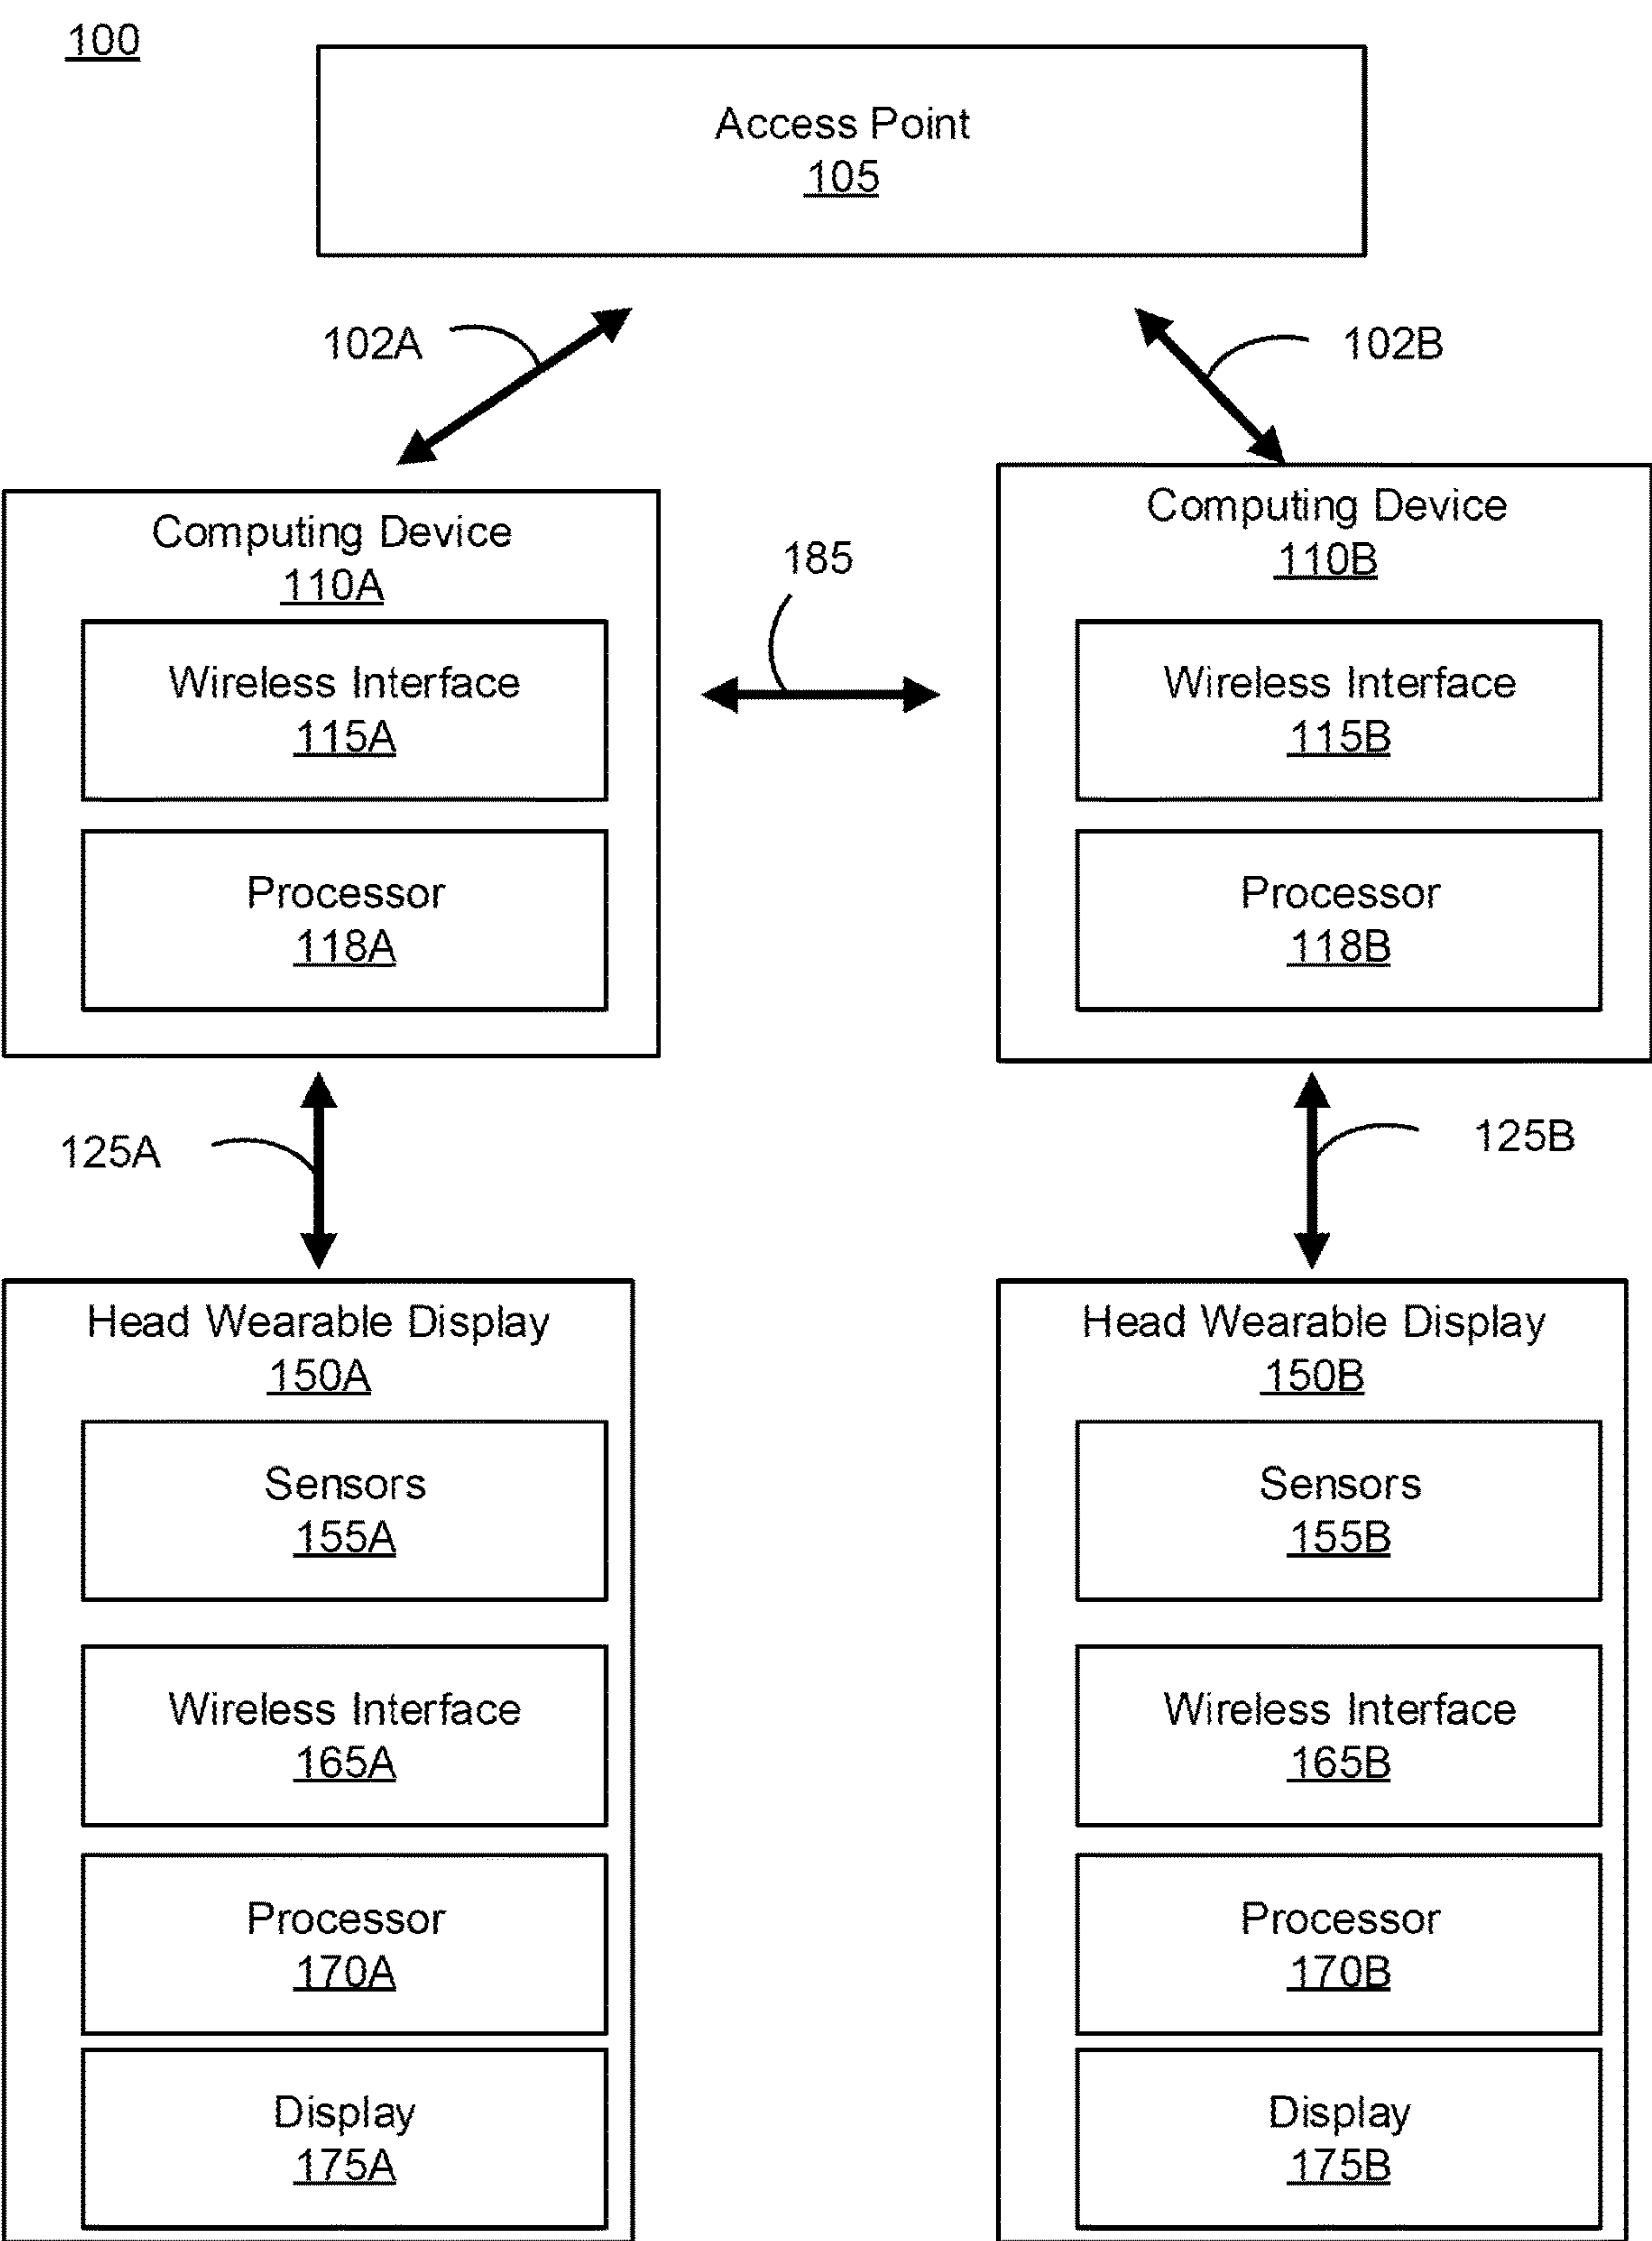 100
Access Point
105
102A
102B
Computing Device
110A
Wireless Interface
115A
Processor
118A
185
Computing Device
110B
Wireless Interface
115B
Processor
118B
125A
125B
Head Wearable Display
150A
Sensors
155A
Wireless Interface
165A
Processor
170A
Display
175A
Head Wearable Display
150B
Sensors
155B
Wireless Interface
165B
Processor
170B
Display
175B